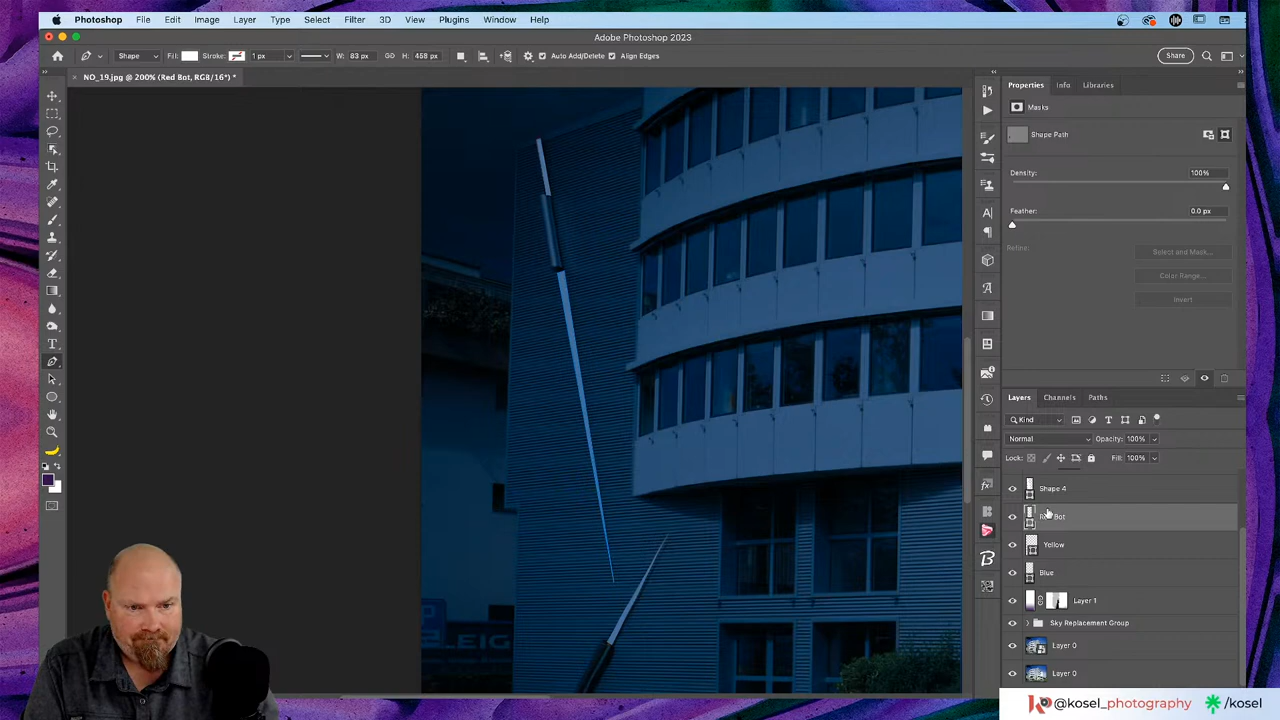 Photoshop File Edit Image Layer Type Select Filter 3D View Plugins Window Help
Adobe Photoshop 2023
Shape Fill: Stroke: 1 px W: 83 px GO H: 458 px Auto Add/Delete Align Edges Share
NO_19.jpg @ 200% (Red Bot, RGB/16*) *
Properties Info Libraries
Masks
Shape Path
Density: 100%
Feather: 0.0 px
Refine: Select and Mask...
Color Range...
Invert
Layers Channels Paths
Kind
Normal Opacity: 100%
Lock: Fill: 100%
Shape 4
Bot
Yellow
Blue
Layer 1
Sky Replacement Group
Layer 0
Layer 0
EIG
@kosel_photography /kosel